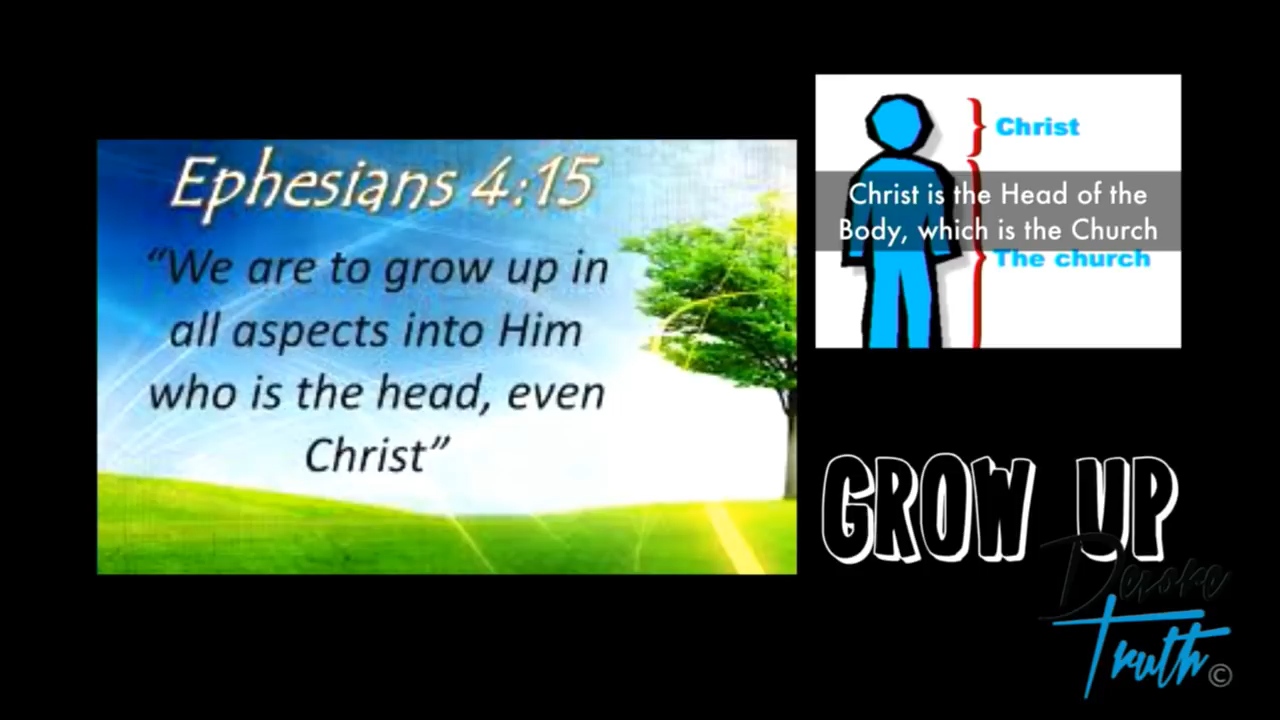 Ephesians 4:15
“We are to grow up in
all aspects into Him
who is the head, even
Christ”
Christ
Christ is the Head of the
Body, which is the Church
The church
GROW UP
Truth ©